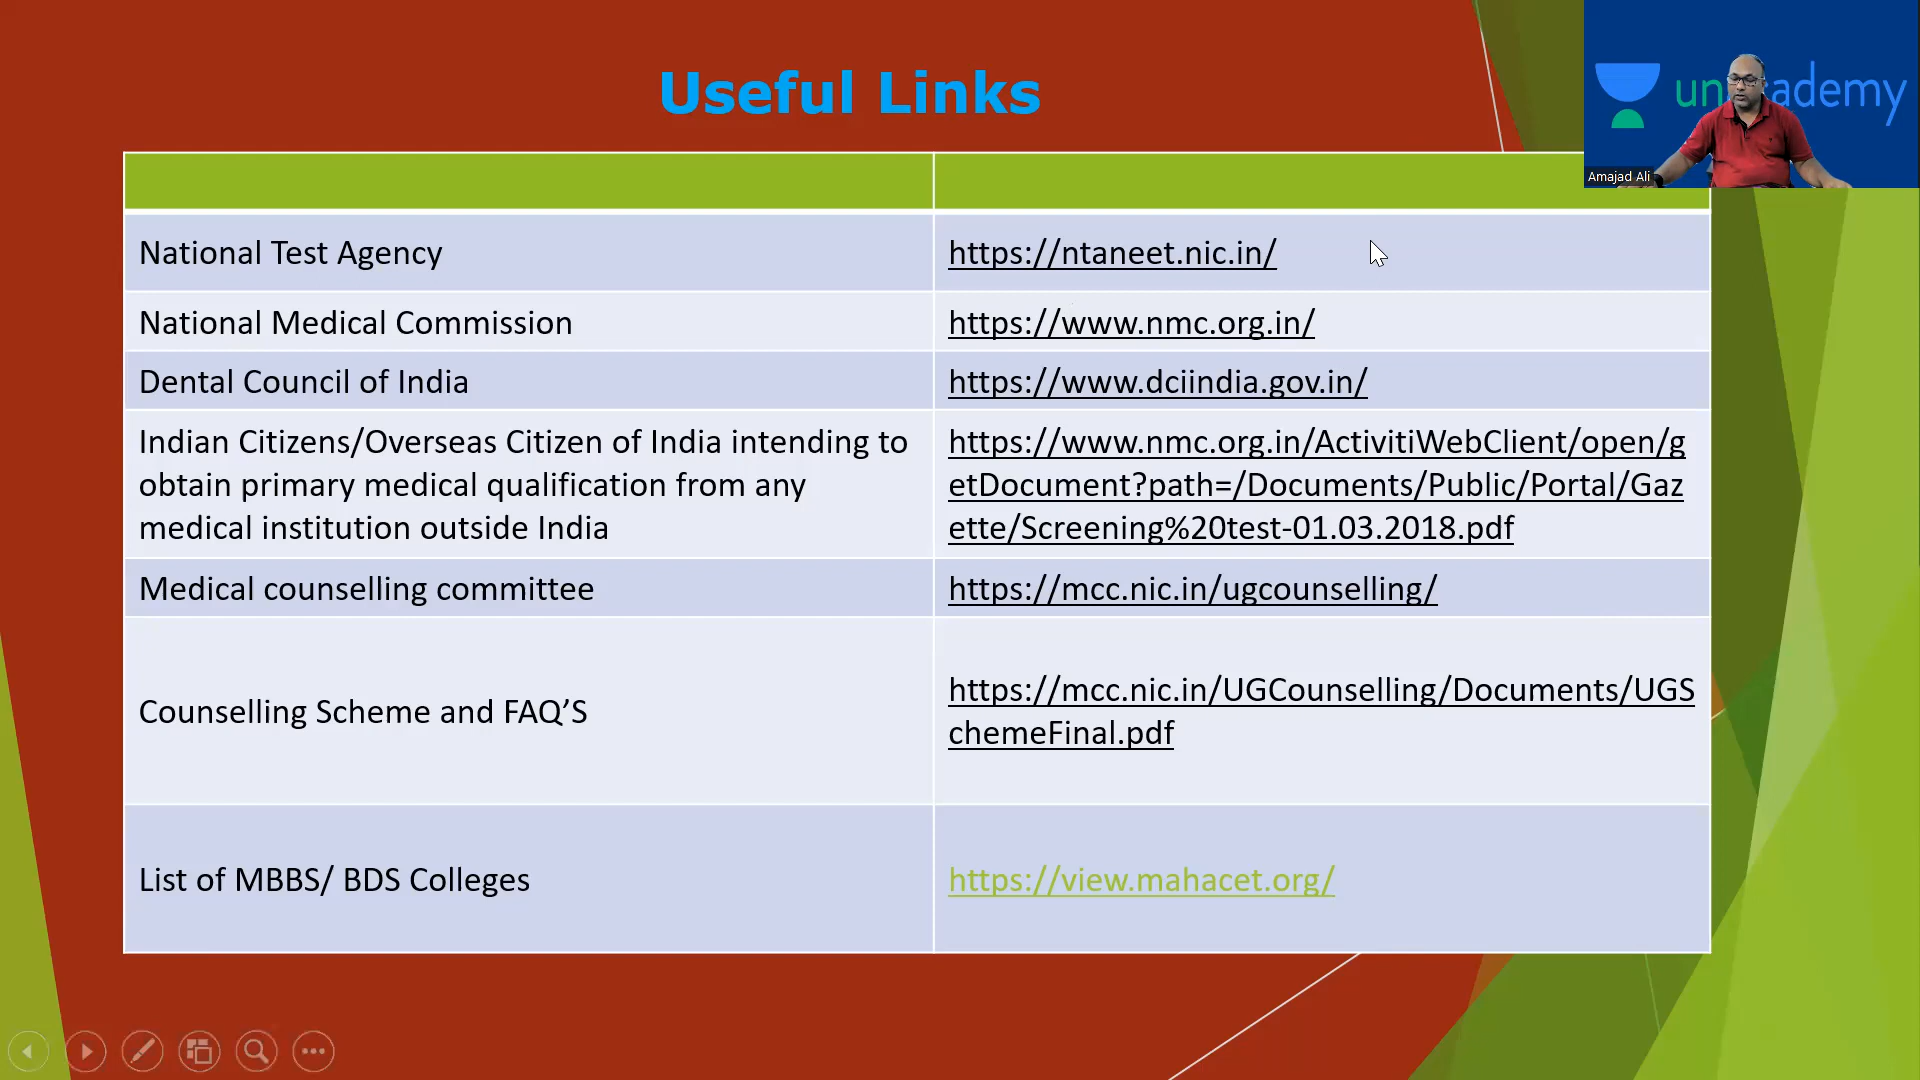 Useful Links
unacademy
Amajad Ali
National Test Agency
https://ntaneet.nic.in/
National Medical Commission
https://www.nmc.org.in/
Dental Council of India
https://www.dciindia.gov.in/
Indian Citizens/Overseas Citizen of India intending to
obtain primary medical qualification from any
medical institution outside India
https://www.nmc.org.in/ActivitiWebClient/open/g
etDocument?path=/Documents/Public/Portal/Gaz
ette/Screening%20test-01.03.2018.pdf
Medical counselling committee
https://mcc.nic.in/ugcounselling/
Counselling Scheme and FAQ’S
https://mcc.nic.in/UGCounselling/Documents/UGS
chemeFinal.pdf
List of MBBS/ BDS Colleges
https://view.mahacet.org/